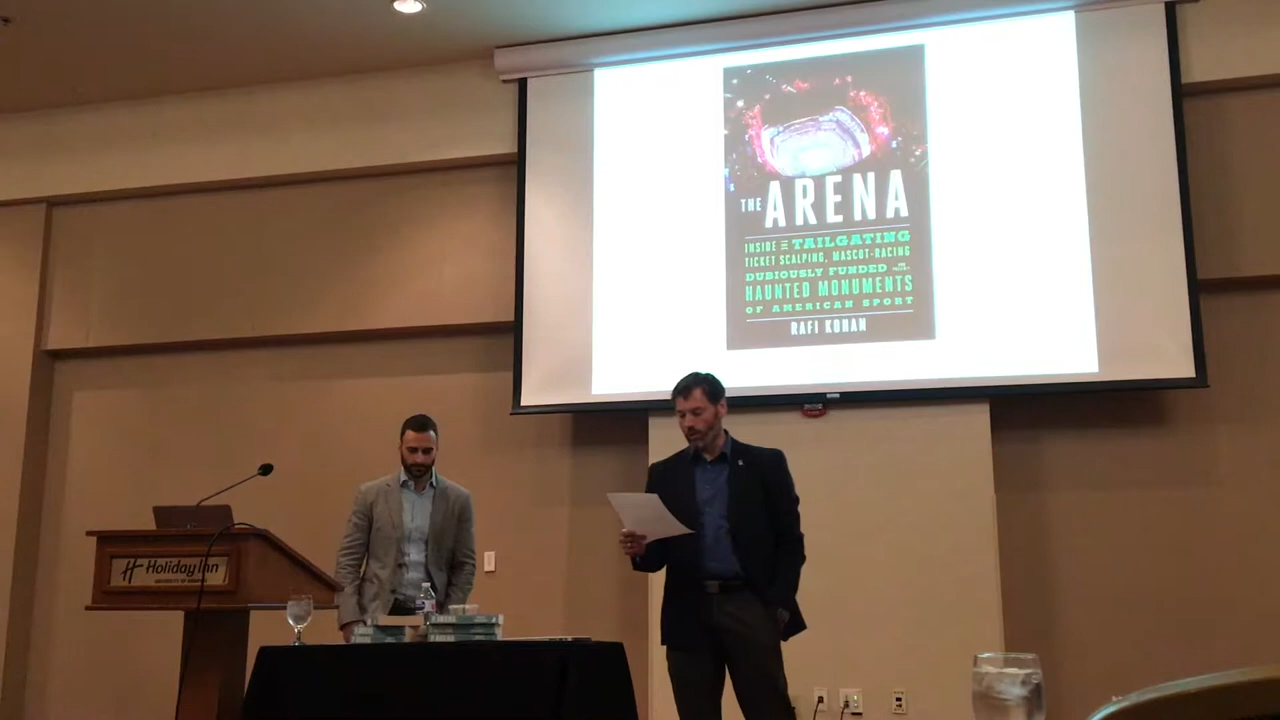 THE ARENA
INSIDE THE TAILGATING
TICKET SCALPING, MASCOT-RACING
DUBIOUSLY FUNDED AND
HAUNTED MONUMENTS
OF AMERICAN SPORT
RAFI KOHAN
H Holiday Inn